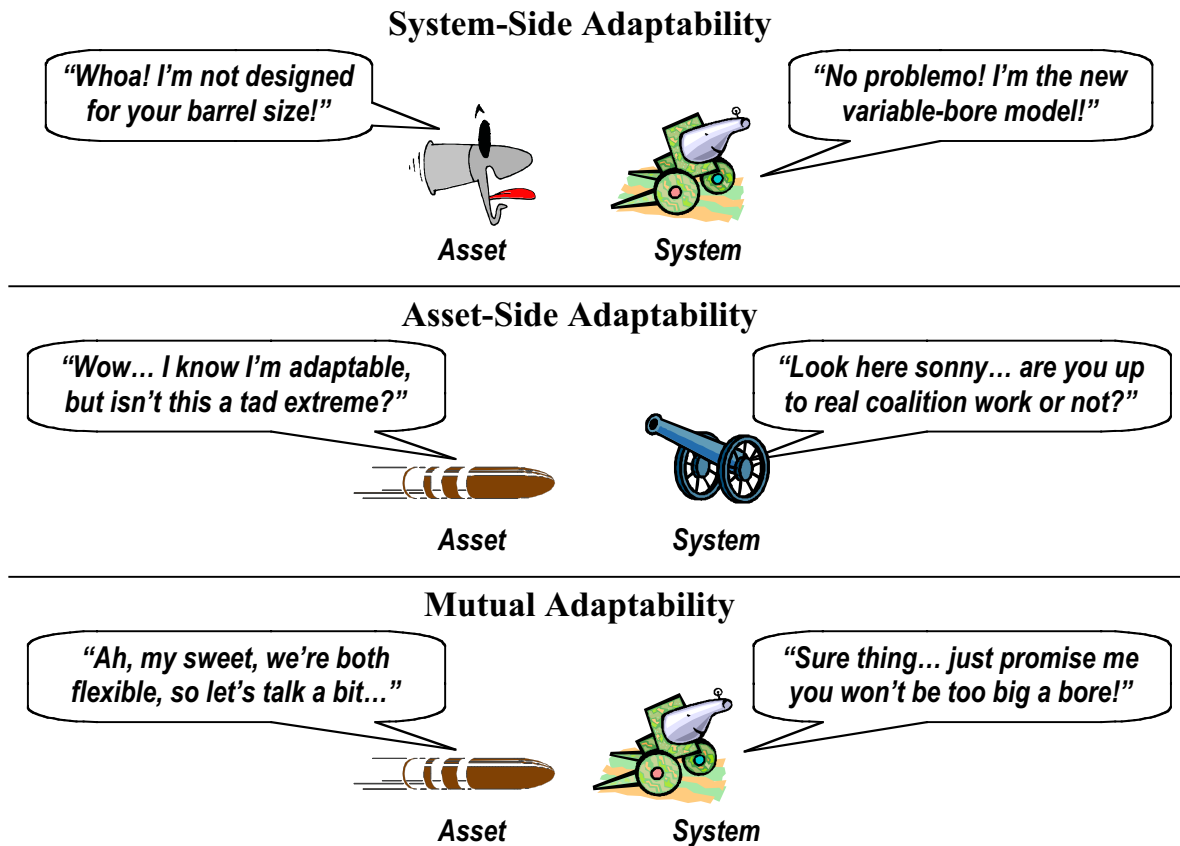 System-Side Adaptability
“Whoa! I’m not designed
for your barrel size!”
“No problemo! I’m the new
variable-bore model!”
Asset
System
Asset-Side Adaptability
“Wow… I know I’m adaptable,
but isn’t this a tad extreme?”
“Look here sonny… are you up
to real coalition work or not?”
Asset
System
Mutual Adaptability
“Ah, my sweet, we’re both
flexible, so let’s talk a bit…”
“Sure thing… just promise me
you won’t be too big a bore!”
Asset
System